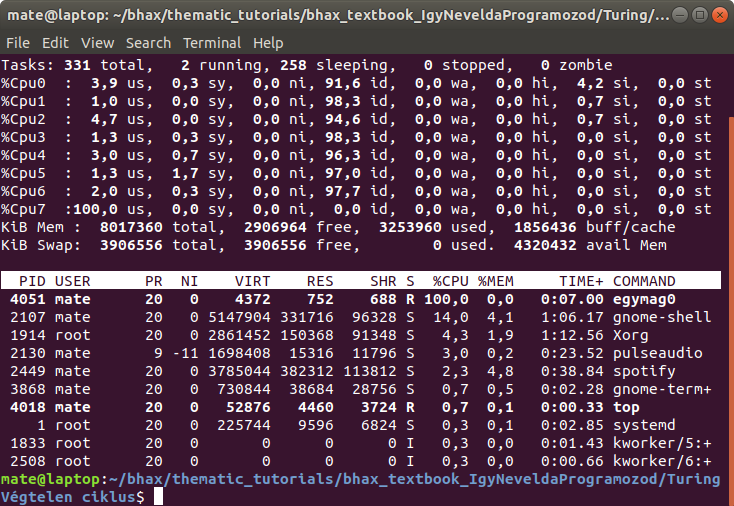 mate@laptop: ~/bhax/thematic_tutorials/bhax_textbook_IgyNeveldaProgramozod/Turing/...
File Edit View Search Terminal Help
Tasks: 331 total,   2 running, 258 sleeping,   0 stopped,   0 zombie
%Cpu0  :  3,9 us,  0,3 sy,  0,0 ni, 91,6 id,  0,0 wa,  0,0 hi,  4,2 si,  0,0 st
%Cpu1  :  1,0 us,  0,0 sy,  0,0 ni, 98,3 id,  0,0 wa,  0,0 hi,  0,7 si,  0,0 st
%Cpu2  :  4,7 us,  0,0 sy,  0,0 ni, 94,6 id,  0,0 wa,  0,0 hi,  0,7 si,  0,0 st
%Cpu3  :  1,3 us,  0,3 sy,  0,0 ni, 98,3 id,  0,0 wa,  0,0 hi,  0,0 si,  0,0 st
%Cpu4  :  3,0 us,  0,7 sy,  0,0 ni, 96,3 id,  0,0 wa,  0,0 hi,  0,0 si,  0,0 st
%Cpu5  :  1,3 us,  1,7 sy,  0,0 ni, 97,0 id,  0,0 wa,  0,0 hi,  0,0 si,  0,0 st
%Cpu6  :  2,0 us,  0,3 sy,  0,0 ni, 97,7 id,  0,0 wa,  0,0 hi,  0,0 si,  0,0 st
%Cpu7  :100,0 us,  0,0 sy,  0,0 ni,  0,0 id,  0,0 wa,  0,0 hi,  0,0 si,  0,0 st
KiB Mem :  8017360 total,  2906964 free,  3253960 used,  1856436 buff/cache
KiB Swap:  3906556 total,  3906556 free,        0 used.  4320432 avail Mem
PID USER      PR  NI    VIRT    RES    SHR S  %CPU %MEM     TIME+ COMMAND
4051 mate      20   0    4372    752    688 R 100,0  0,0   0:07.00 egymag0
2107 mate      20   0 5147904 331716  96328 S  14,0  4,1   1:06.17 gnome-shell
1914 root      20   0 2861452 150368  91348 S   4,3  1,9   1:12.56 Xorg
2130 mate       9 -11 1698408  15316  11796 S   3,0  0,2   0:23.52 pulseaudio
2449 mate      20   0 3785044 382312 113812 S   2,3  4,8   0:38.84 spotify
3868 mate      20   0  730844  38684  28756 S   0,7  0,5   0:02.28 gnome-term+
4018 mate      20   0   52876   4460   3724 R   0,7  0,1   0:00.33 top
1 root      20   0  225744   9596   6824 S   0,3  0,1   0:02.85 systemd
1833 root      20   0       0      0      0 I   0,3  0,0   0:01.43 kworker/5:+
2508 root      20   0       0      0      0 I   0,3  0,0   0:00.66 kworker/6:+
mate@laptop:~/bhax/thematic_tutorials/bhax_textbook_IgyNeveldaProgramozod/Turing
Végtelen ciklus$